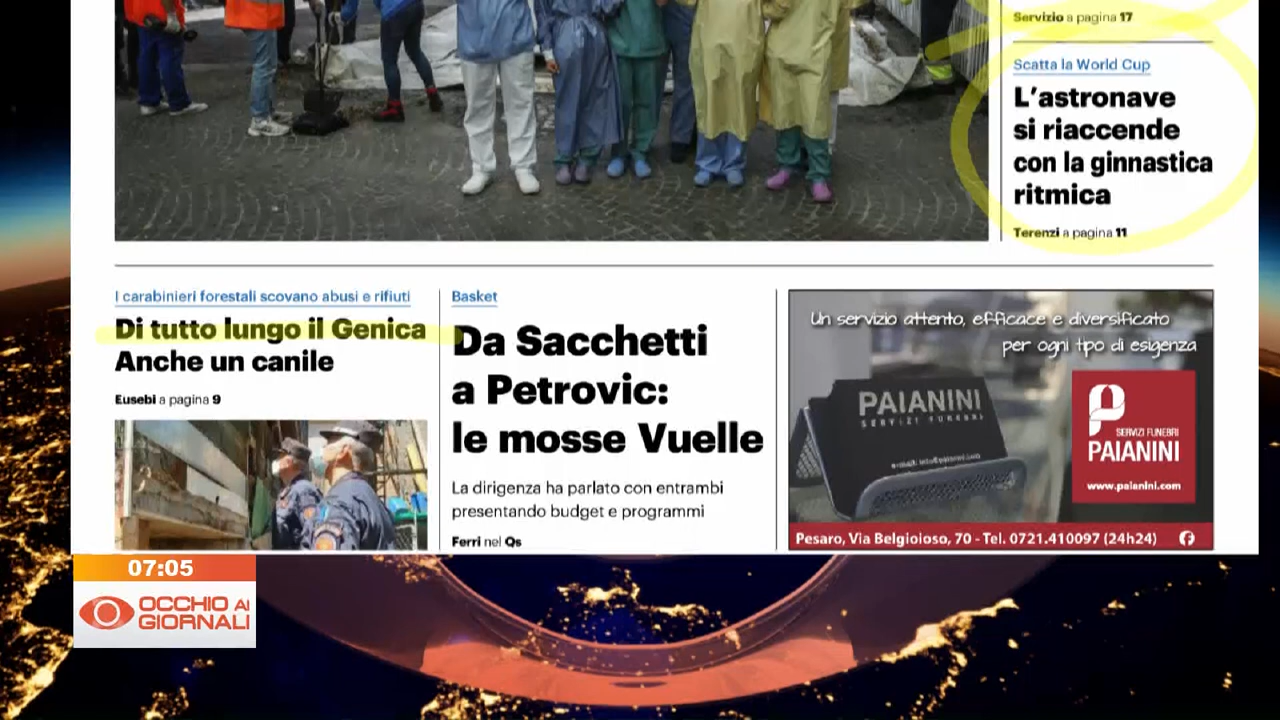 Servizio a pagina 17
Scatta la World Cup
L'astronave
si riaccende
con la ginnastica
ritmica
Terenzi a pagina 11
I carabinieri forestali scovano abusi e rifiuti
Di tutto lungo il Genica
Anche un canile
Eusebi a pagina 9
Basket
Da Sacchetti
a Petrovic:
le mosse Vuelle
La dirigenza ha parlato con entrambi
presentando budget e programmi
Ferri nel Qs
Un servizio attento, efficace e diversificato
per ogni tipo di esigenza
PAIANINI
SERVIZI FUNEBRI
e-mail: info@paianini.com
SERVIZI FUNEBRI
PAIANINI
www.paianini.com
Pesaro, Via Belgioioso, 70 - Tel. 0721.410097 (24h24)
07:05
OCCHIO AI
GIORNALI